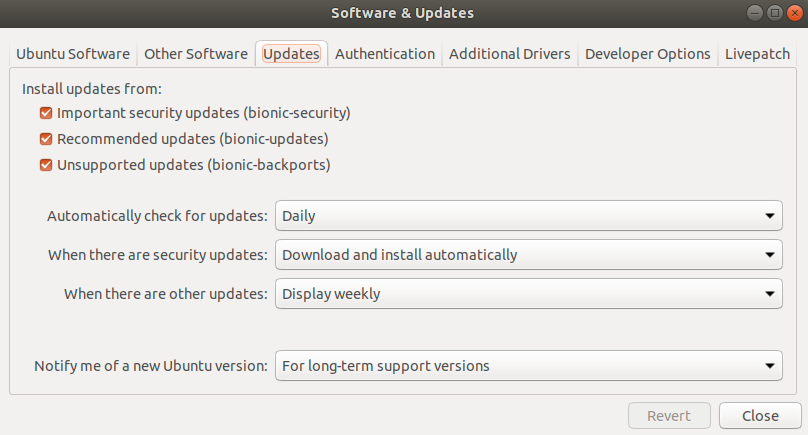 Software & Updates
Ubuntu Software Other Software Updates Authentication Additional Drivers Developer Options Livepatch
Install updates from:
Important security updates (bionic-security)
Recommended updates (bionic-updates)
Unsupported updates (bionic-backports)
Automatically check for updates: Daily
When there are security updates: Download and install automatically
When there are other updates: Display weekly
Notify me of a new Ubuntu version: For long-term support versions
Revert Close